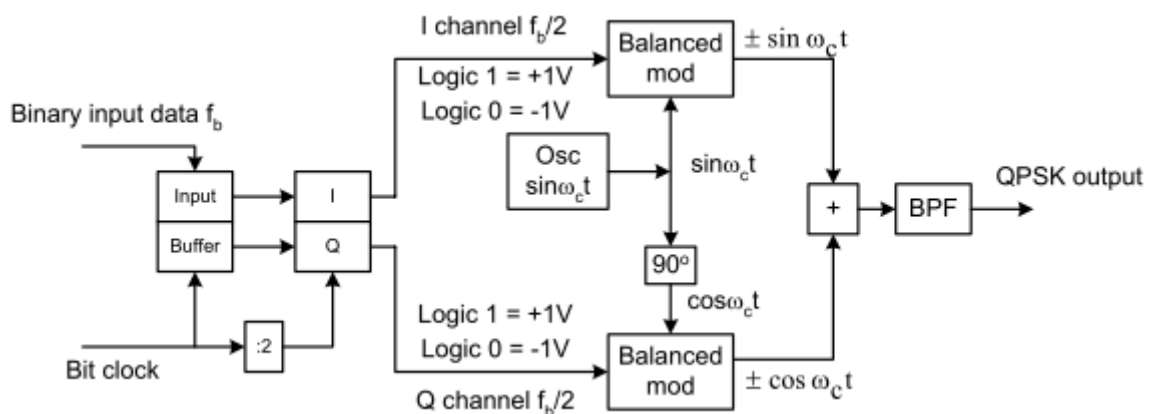 I channel f_b/2
Balanced
mod
± sin ω_c t
Logic 1 = +1V
Logic 0 = -1V
Binary input data f_b
Osc
sinω_c t
sinω_c t
QPSK output
Input
I
+
BPF
Buffer
Q
90°
cosω_c t
Logic 1 = +1V
Logic 0 = -1V
:2
Bit clock
Balanced
mod
± cos ω_c t
Q channel f_b/2